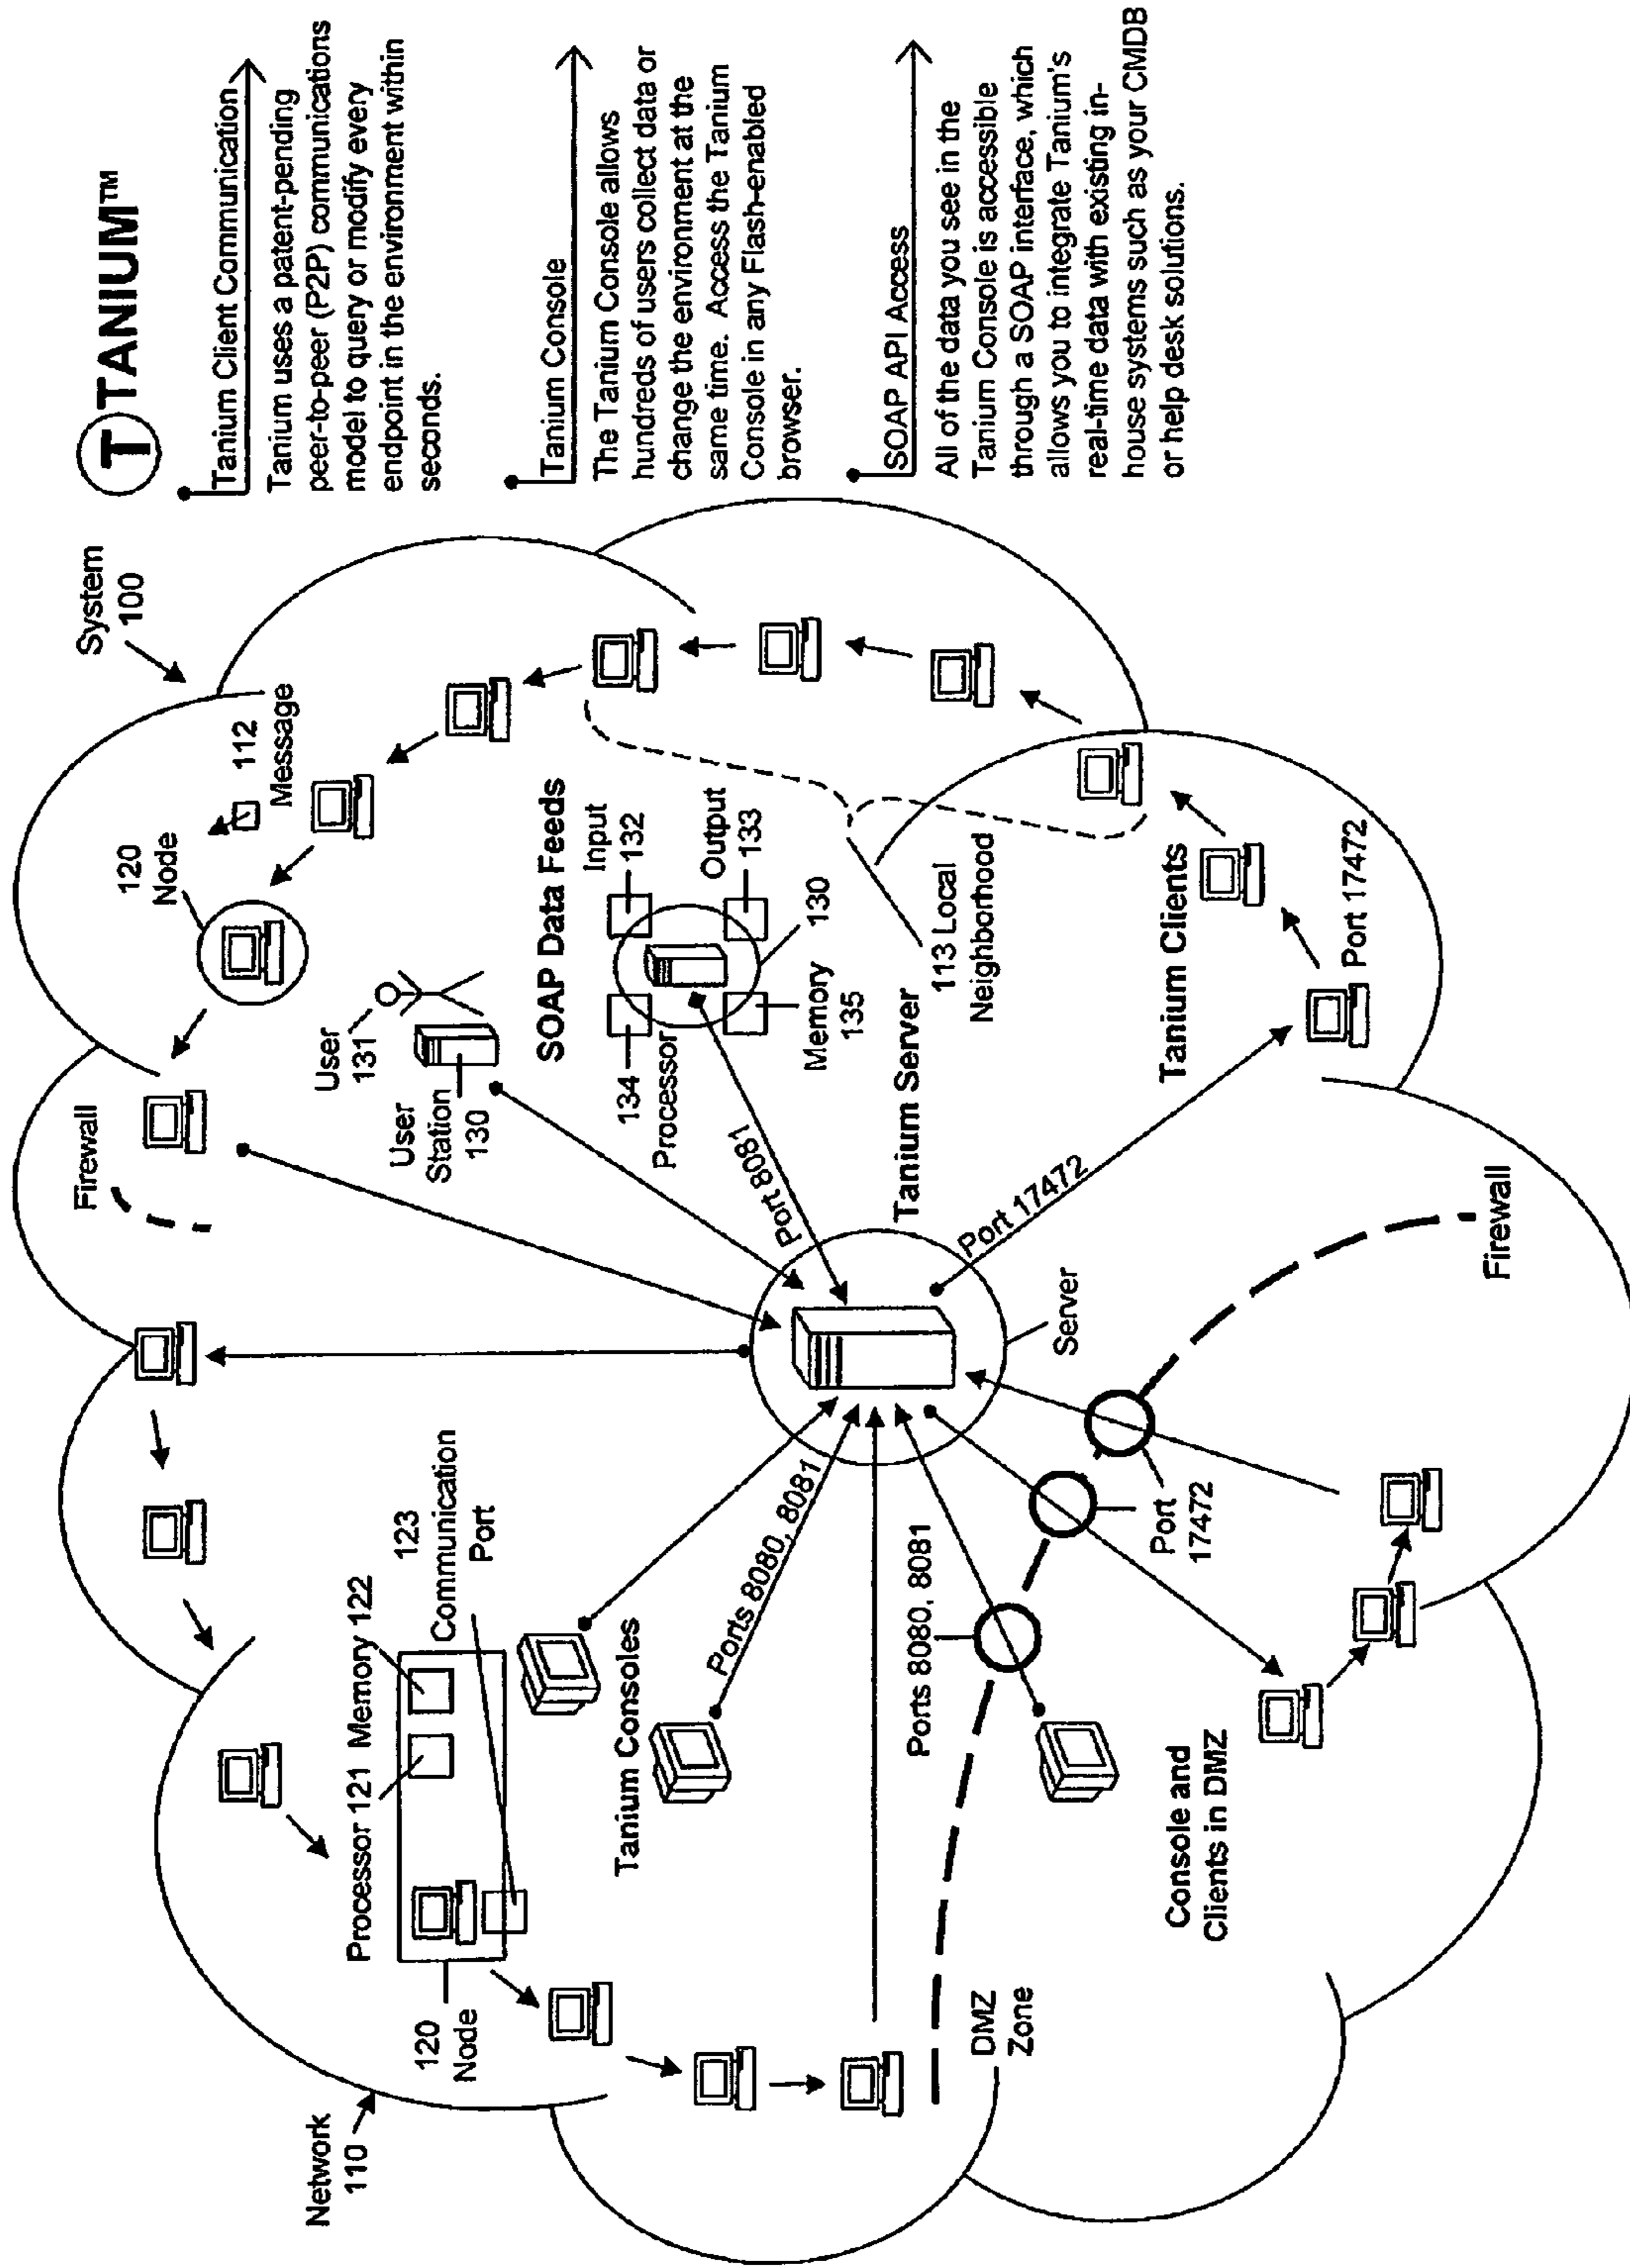 T TANIUM™
Tanium Client Communication
Tanium uses a patent-pending
peer-to-peer (P2P) communications
model to query or modify every
endpoint in the environment within
seconds.
Tanium Console
The Tanium Console allows
hundreds of users collect data or
change the environment at the
same time. Access the Tanium
Console in any Flash-enabled
browser.
SOAP API Access
All of the data you see in the
Tanium Console is accessible
through a SOAP interface, which
allows you to integrate Tanium's
real-time data with existing in-
house systems such as your CMDB
or help desk solutions.
System
100
112
Message
120
Node
Firewall
User
131
User
Station
130
SOAP Data Feeds
Input
132
Output
133
134
Processor
130
Memory
135
Port 8081
113 Local
Neighborhood
Tanium Server
Port 17472
Tanium Clients
Port 17472
Server
Firewall
Network
110
Processor 121
Memory 122
123
Communication
Port
120
Node
Tanium Consoles
Ports 8080, 8081
Ports 8080, 8081
Port
17472
DMZ
Zone
Console and
Clients in DMZ